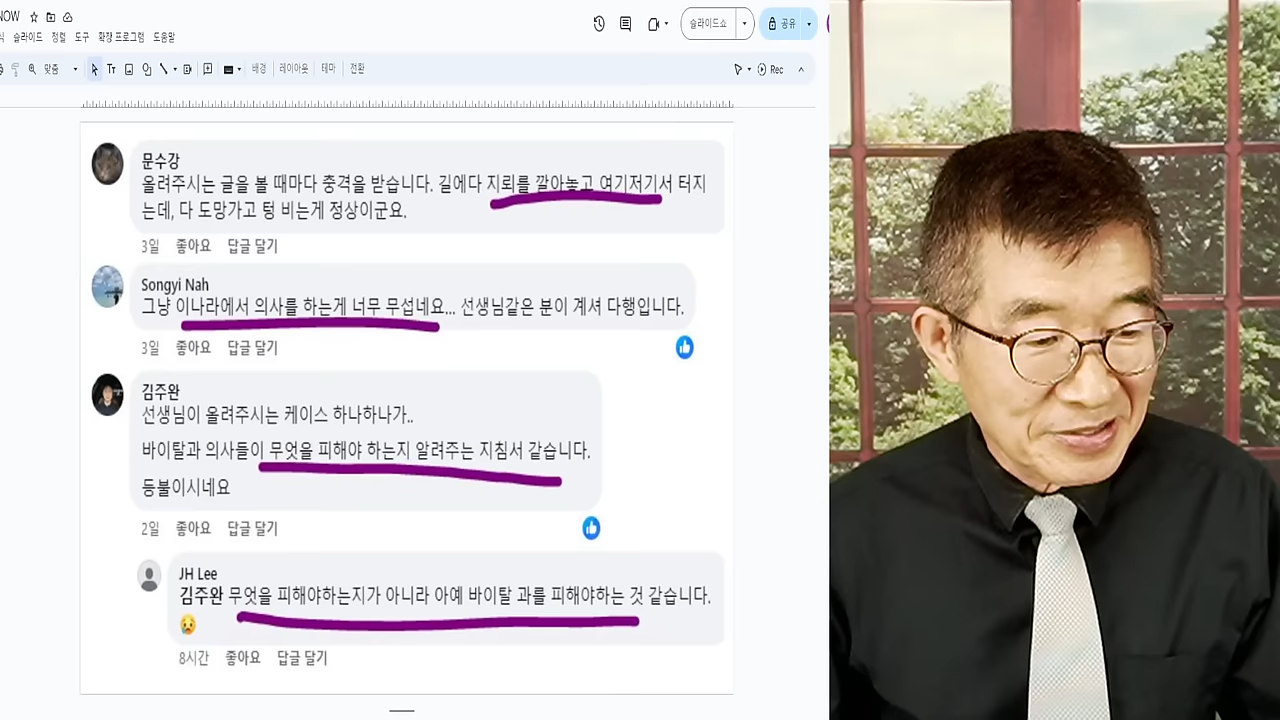 NOW
슬라이드 정렬 도구 확장 프로그램 도움말
슬라이드쇼
공유
맞춤
Tr
배경 레이아웃 테마 전환
Rec
문수강
올려주시는 글을 볼 때마다 충격을 받습니다. 길에다 지뢰를 깔아놓고 여기저기서 터지
는데, 다 도망가고 텅 비는게 정상이군요.
3일 좋아요 답글 달기
Songyi Nah
그냥 이나라에서 의사를 하는게 너무 무섭네요... 선생님같은 분이 계셔 다행입니다.
3일 좋아요 답글 달기
김주완
선생님이 올려주시는 케이스 하나하나가..
바이탈과 의사들이 무엇을 피해야 하는지 알려주는 지침서 같습니다.
등불이시네요
2일 좋아요 답글 달기
JH Lee
김주완 무엇을 피해야하는지가 아니라 아예 바이탈 과를 피해야하는 것 같습니다.
8시간 좋아요 답글 달기